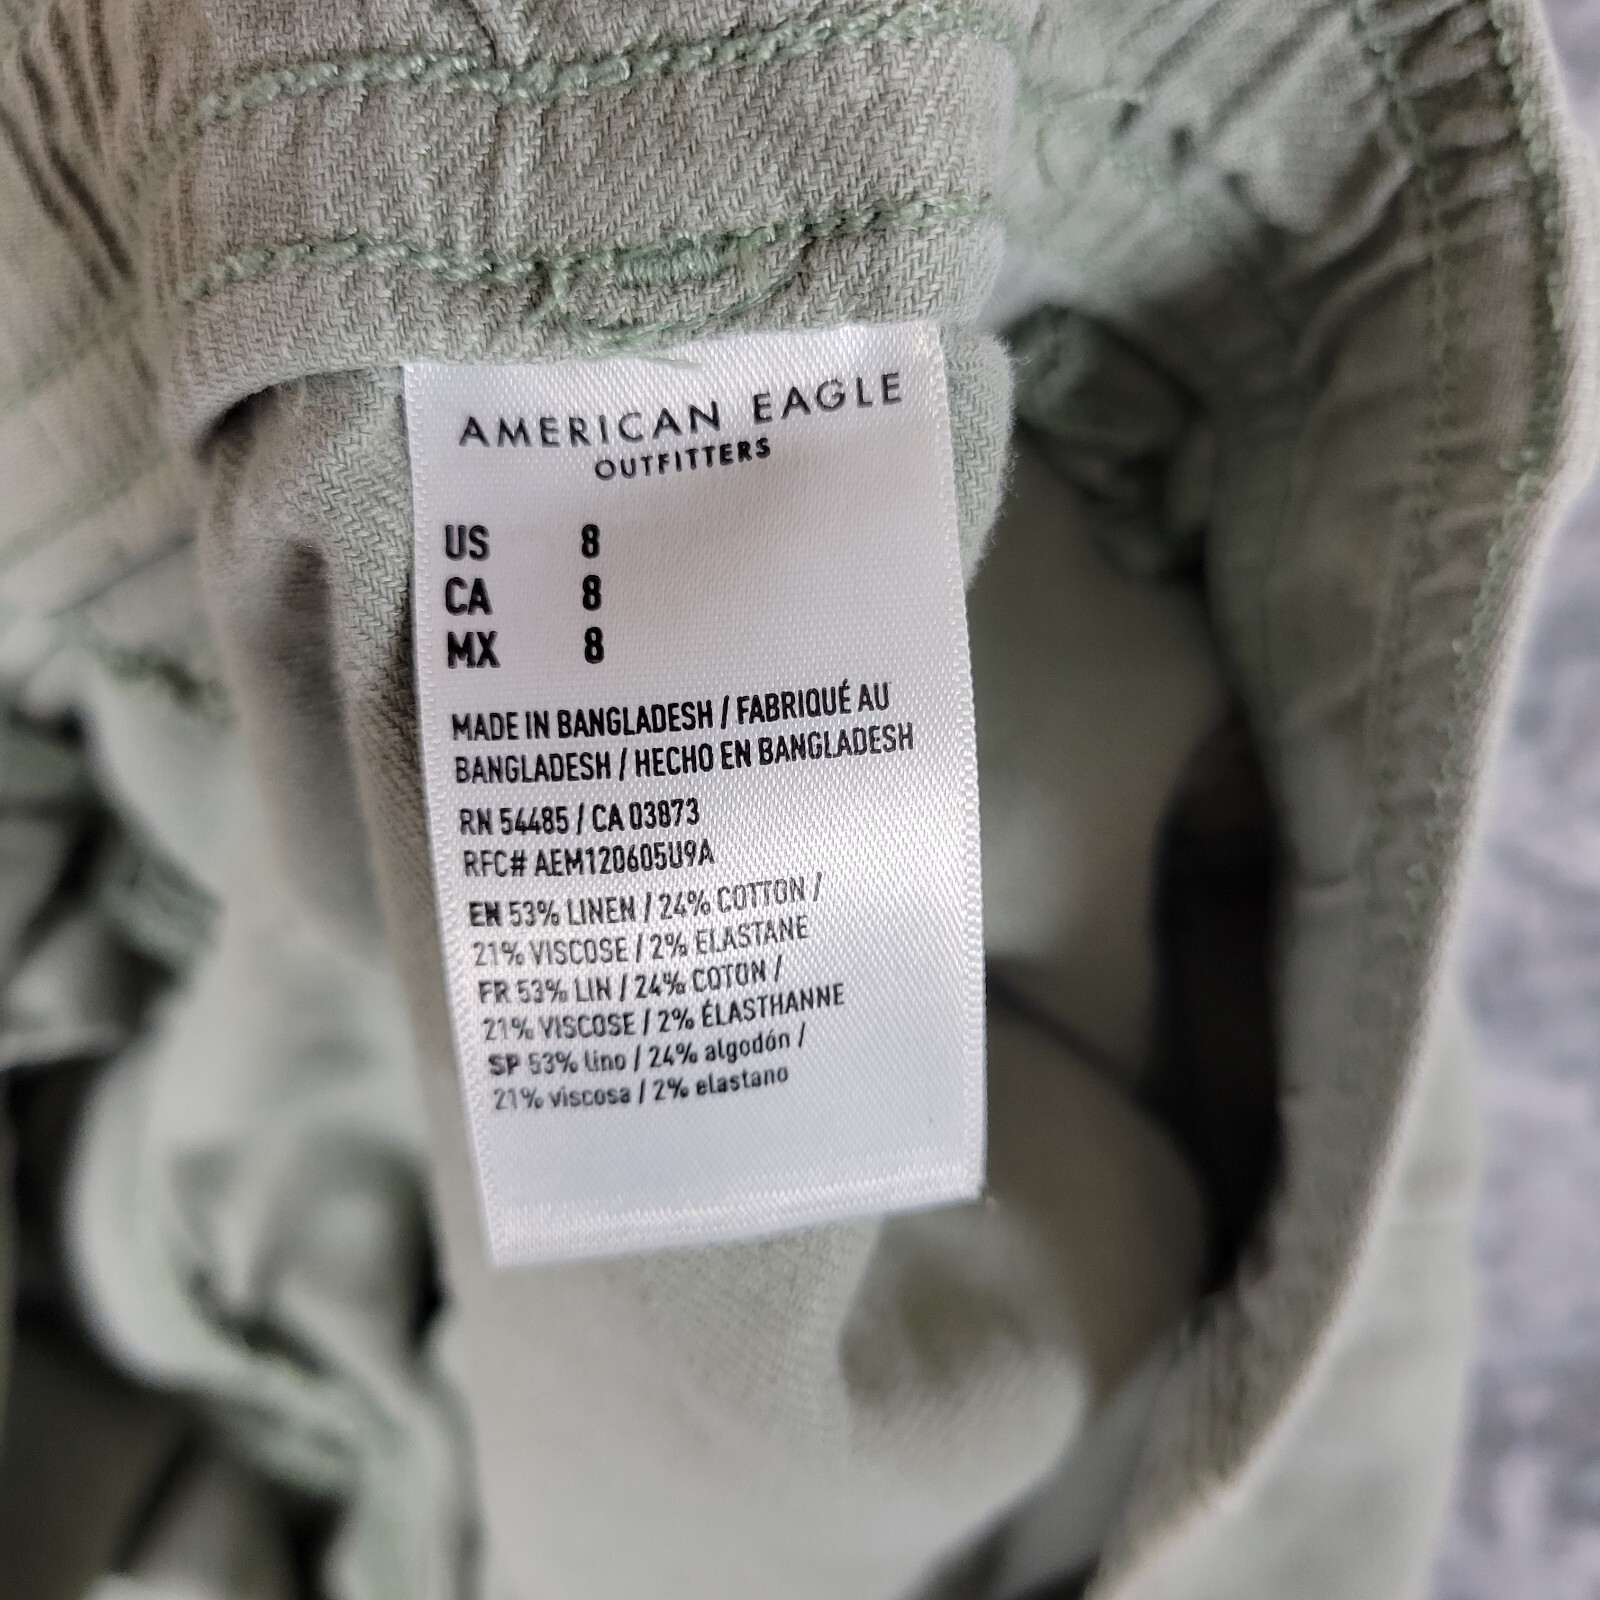 AMERICAN EAGLE
OUTFITTERS
US 8
CA 8
MX 8
MADE IN BANGLADESH / FABRIQUÉ AU
BANGLADESH / HECHO EN BANGLADESH
RN 54485 / CA 03873
RFC# AEM120605U9A
EN 53% LINEN / 24% COTTON /
21% VISCOSE / 2% ELASTANE
FR 53% LIN / 24% COTON /
21% VISCOSE / 2% ÉLASTHANNE
SP 53% lino / 24% algodón /
21% viscosa / 2% elastano